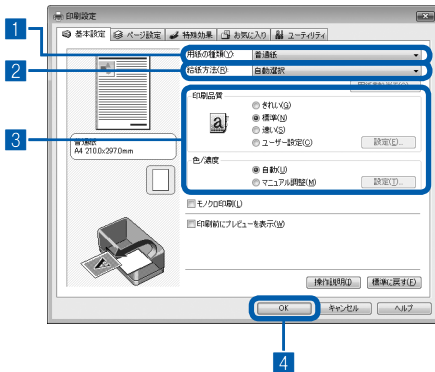 印刷設定
基本設定 ページ設定 特殊効果 お気に入り ユーティリティ
1
用紙の種類(Y): 普通紙
2
給紙方法(R): 自動選択
3
印刷品質
きれい(G)
標準(N)
速い(S)
ユーザー設定(C) 設定(E)...
普通紙
A4 210.0x297.0mm
色/濃度
自動(U)
マニュアル調整(M) 設定(T)...
モノクロ印刷(L)
印刷前にプレビューを表示(W)
操作説明(I) 標準に戻す(F)
OK キャンセル ヘルプ
4